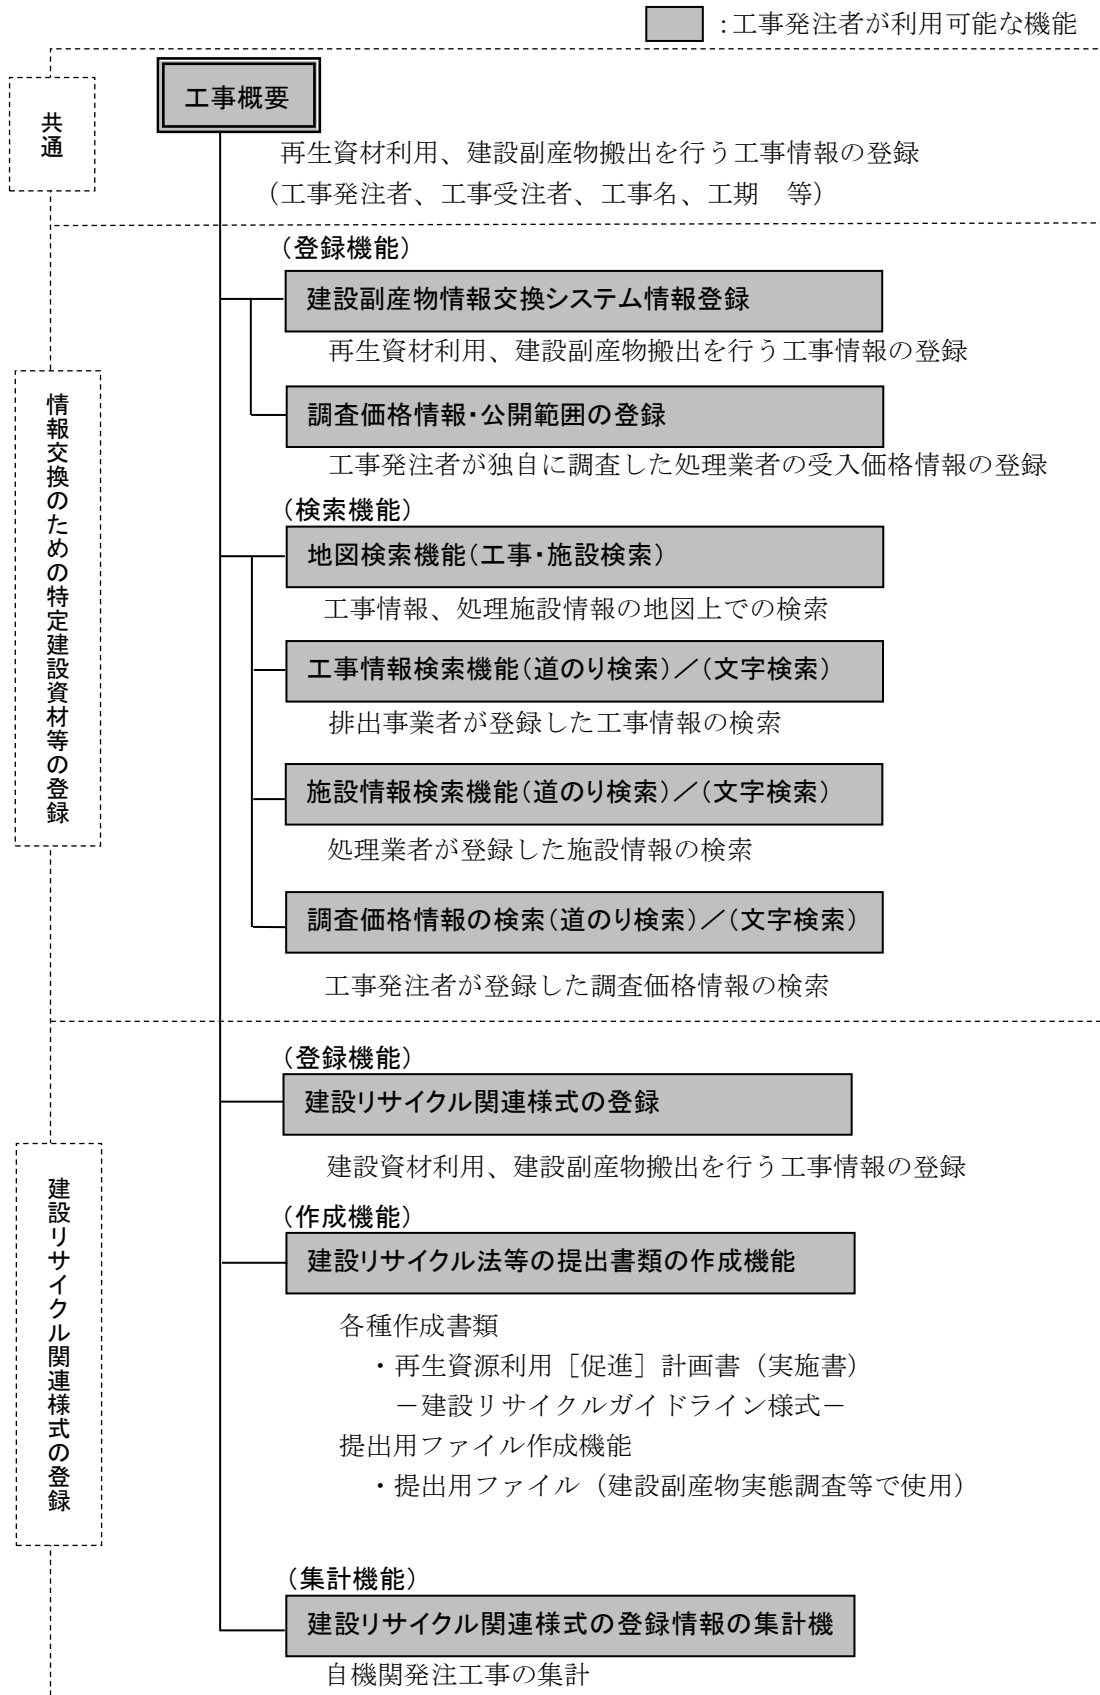 ：工事発注者が利用可能な機能
共通
工事概要
再生資材利用、建設副産物搬出を行う工事情報の登録
（工事発注者、工事受注者、工事名、工期　等）
情報交換のための特定建設資材等の登録
（登録機能）
建設副産物情報交換システム情報登録
再生資材利用、建設副産物搬出を行う工事情報の登録
調査価格情報・公開範囲の登録
工事発注者が独自に調査した処理業者の受入価格情報の登録
（検索機能）
地図検索機能（工事・施設検索）
工事情報、処理施設情報の地図上での検索
工事情報検索機能（道のり検索）／（文字検索）
排出事業者が登録した工事情報の検索
施設情報検索機能（道のり検索）／（文字検索）
処理業者が登録した施設情報の検索
調査価格情報の検索（道のり検索）／（文字検索）
工事発注者が登録した調査価格情報の検索
建設リサイクル関連様式の登録
（登録機能）
建設リサイクル関連様式の登録
建設資材利用、建設副産物搬出を行う工事情報の登録
（作成機能）
建設リサイクル法等の提出書類の作成機能
各種作成書類
・再生資源利用［促進］計画書（実施書）
－建設リサイクルガイドライン様式－
提出用ファイル作成機能
・提出用ファイル（建設副産物実態調査等で使用）
（集計機能）
建設リサイクル関連様式の登録情報の集計機
自機関発注工事の集計